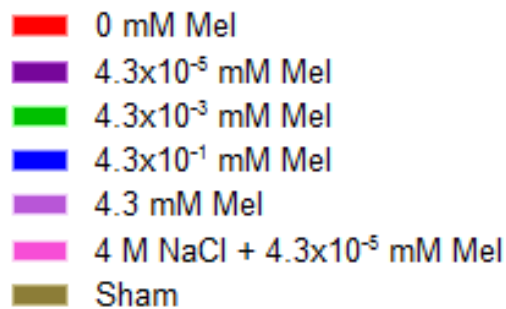 0 mM Mel
4.3x10⁻⁵ mM Mel
4.3x10⁻³ mM Mel
4.3x10⁻¹ mM Mel
4.3 mM Mel
4 M NaCl + 4.3x10⁻⁵ mM Mel
Sham